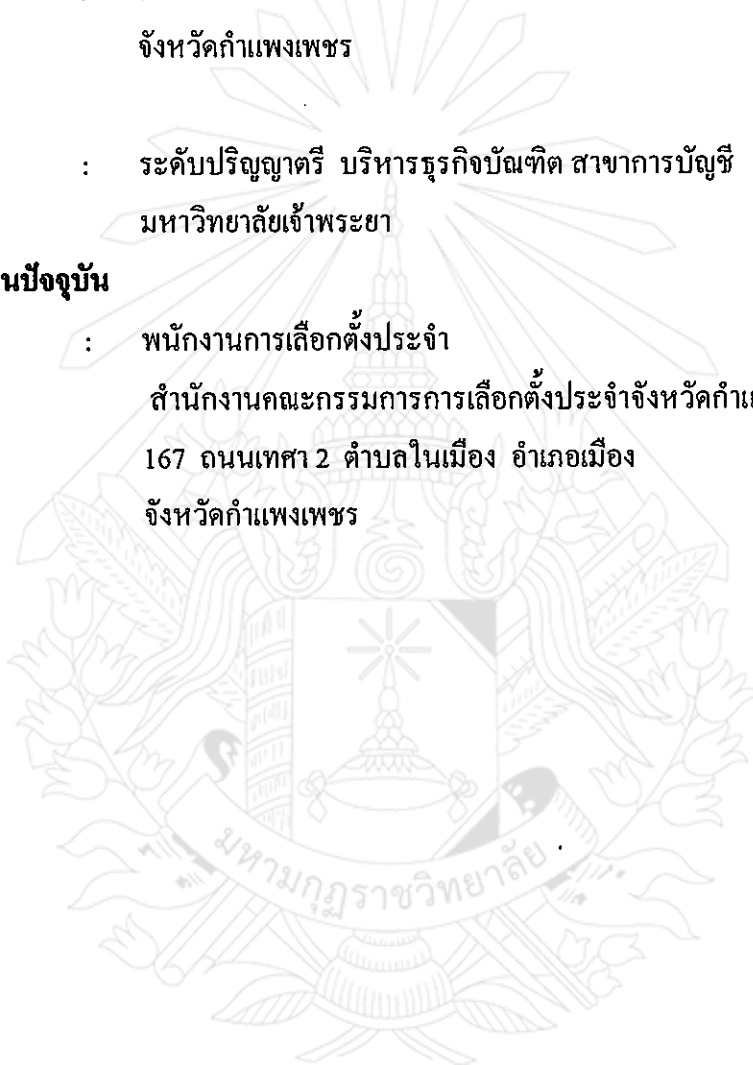 จังหวัดกำแพงเพชร
: ระดับปริญญาตรี บริหารธุรกิจบัณฑิต สาขาการบัญชี
มหาวิทยาลัยเจ้าพระยา
นปัจจุบัน
: พนักงานการเลือกตั้งประจำ
สำนักงานคณะกรรมการการเลือกตั้งประจำจังหวัดกำแ
167 ถนนเทศา 2 ตำบลในเมือง อำเภอเมือง
จังหวัดกำแพงเพชร
มหามกุฏราชวิทยาลัย